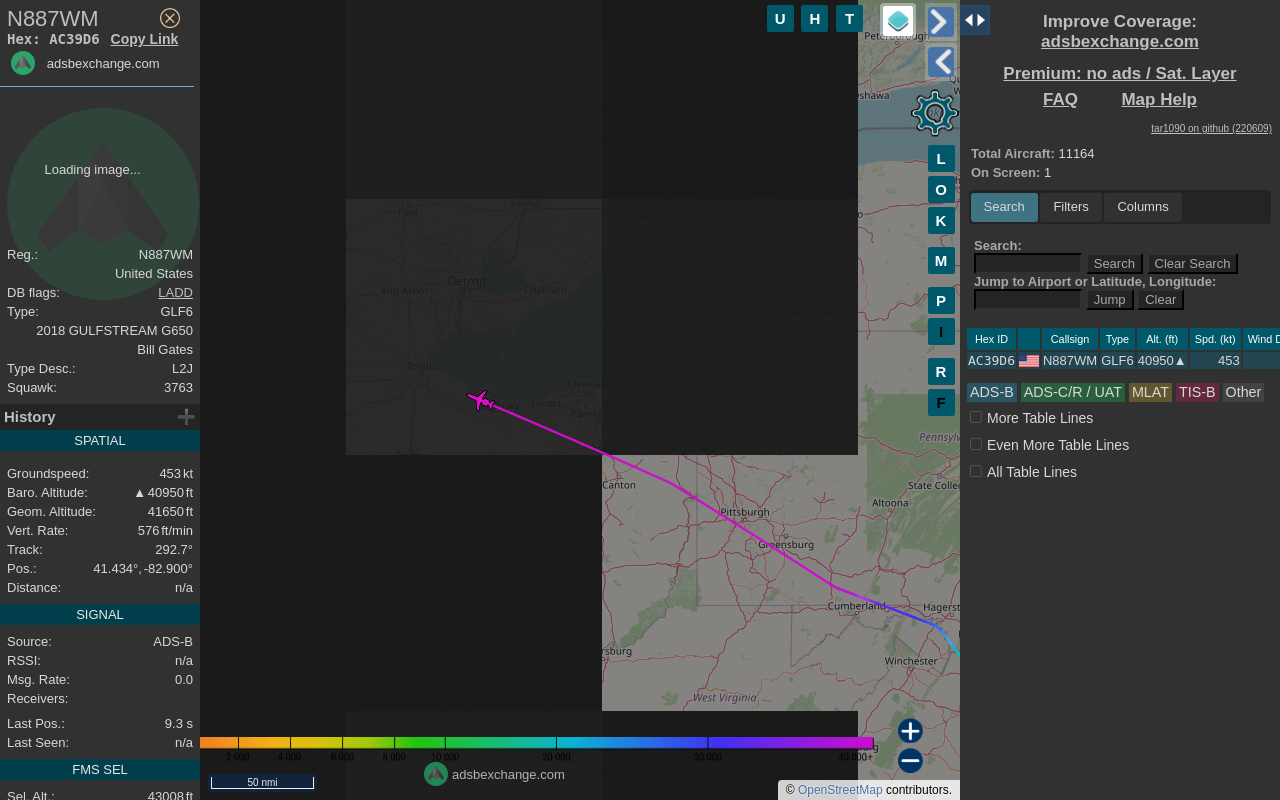 N887WM
Hex: AC39D6 Copy Link
adsbexchange.com
Loading image...
Reg.: N887WM
United States
DB flags: LADD
Type: GLF6
2018 GULFSTREAM G650
Bill Gates
Type Desc.: L2J
Squawk: 3763
History
SPATIAL
Groundspeed: 453 kt
Baro. Altitude: ▲ 40950 ft
Geom. Altitude: 41650 ft
Vert. Rate: 576 ft/min
Track: 292.7°
Pos.: 41.434°, -82.900°
Distance: n/a
SIGNAL
Source: ADS-B
RSSI: n/a
Msg. Rate: 0.0
Receivers:
Last Pos.: 9.3 s
Last Seen: n/a
FMS SEL
Sel. Alt.: 43008 ft
U H T
L
O
K
M
P
I
R
F
Oshawa
Flint
Sarnia
Detroit
Ann Arbor
Chatham
Toledo
Lorain
Canton
Pittsburgh
Greensburg
Altoona
State Colleg
Pennsylv
Cumberland
Hagerst
Winchester
rsburg
West Virginia
2 000 4 000 6 000 8 000 10 000 20 000 30 000 40 000+
50 nmi
adsbexchange.com
© OpenStreetMap contributors.
Improve Coverage:
adsbexchange.com
Premium: no ads / Sat. Layer
FAQ Map Help
tar1090 on github (220609)
Total Aircraft: 11164
On Screen: 1
Search Filters Columns
Search:
Search Clear Search
Jump to Airport or Latitude, Longitude:
Jump Clear
Hex ID Callsign Type Alt. (ft) Spd. (kt) Wind D
AC39D6 N887WM GLF6 40950▲ 453
ADS-B ADS-C/R / UAT MLAT TIS-B Other
More Table Lines
Even More Table Lines
All Table Lines